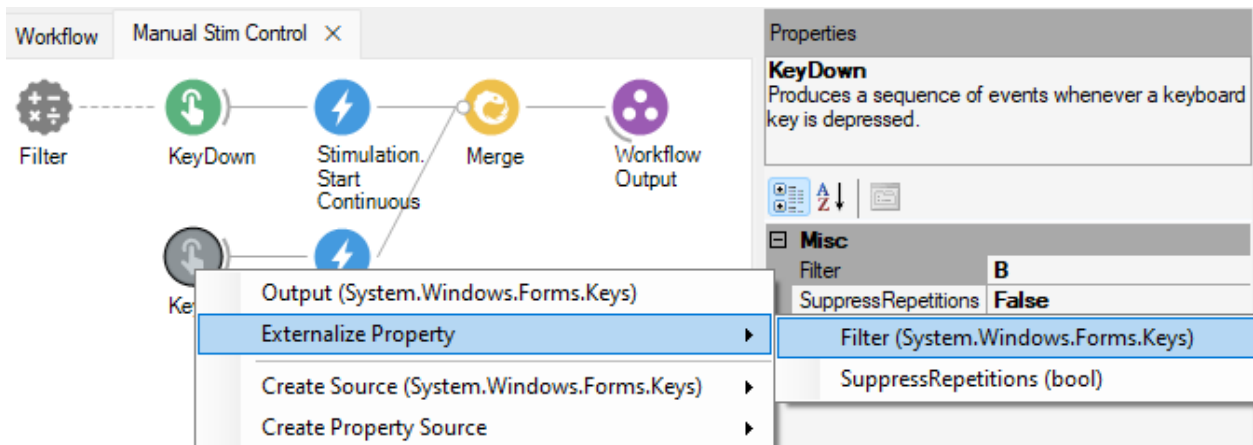 Workflow
Manual Stim Control
Properties
KeyDown
Produces a sequence of events whenever a keyboard
key is depressed.
Filter
KeyDown
Stimulation.
Start
Continuous
Merge
Workflow
Output
Misc
Filter B
SuppressRepetitions False
Output (System.Windows.Forms.Keys)
Externalize Property
Filter (System.Windows.Forms.Keys)
SuppressRepetitions (bool)
Create Source (System.Windows.Forms.Keys)
Create Property Source